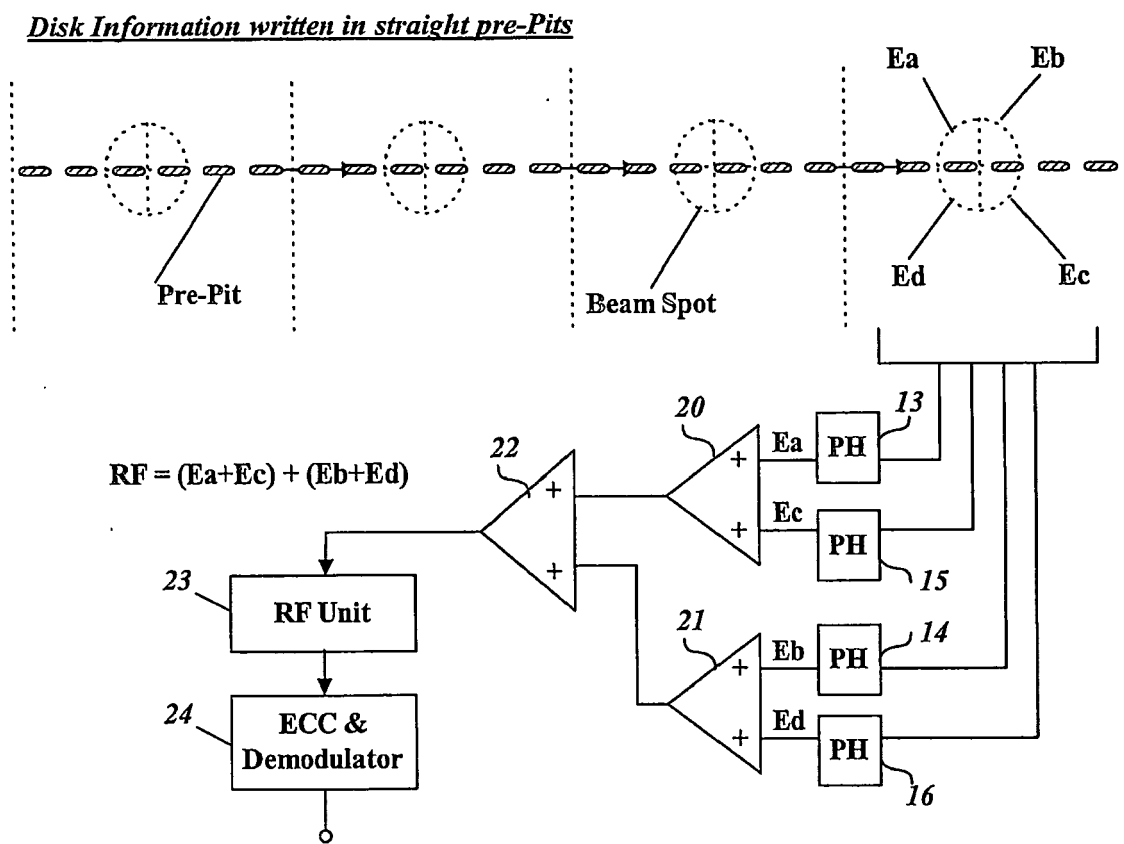 Disk Information written in straight pre-Pits
Ea
Eb
Ed
Ec
Pre-Pit
Beam Spot
13
20
Ea
PH
22
RF = (Ea+Ec) + (Eb+Ed)
+
+
Ec
+
PH
15
+
23
RF Unit
21
14
Eb
PH
+
24
ECC &
Demodulator
Ed
+
PH
16